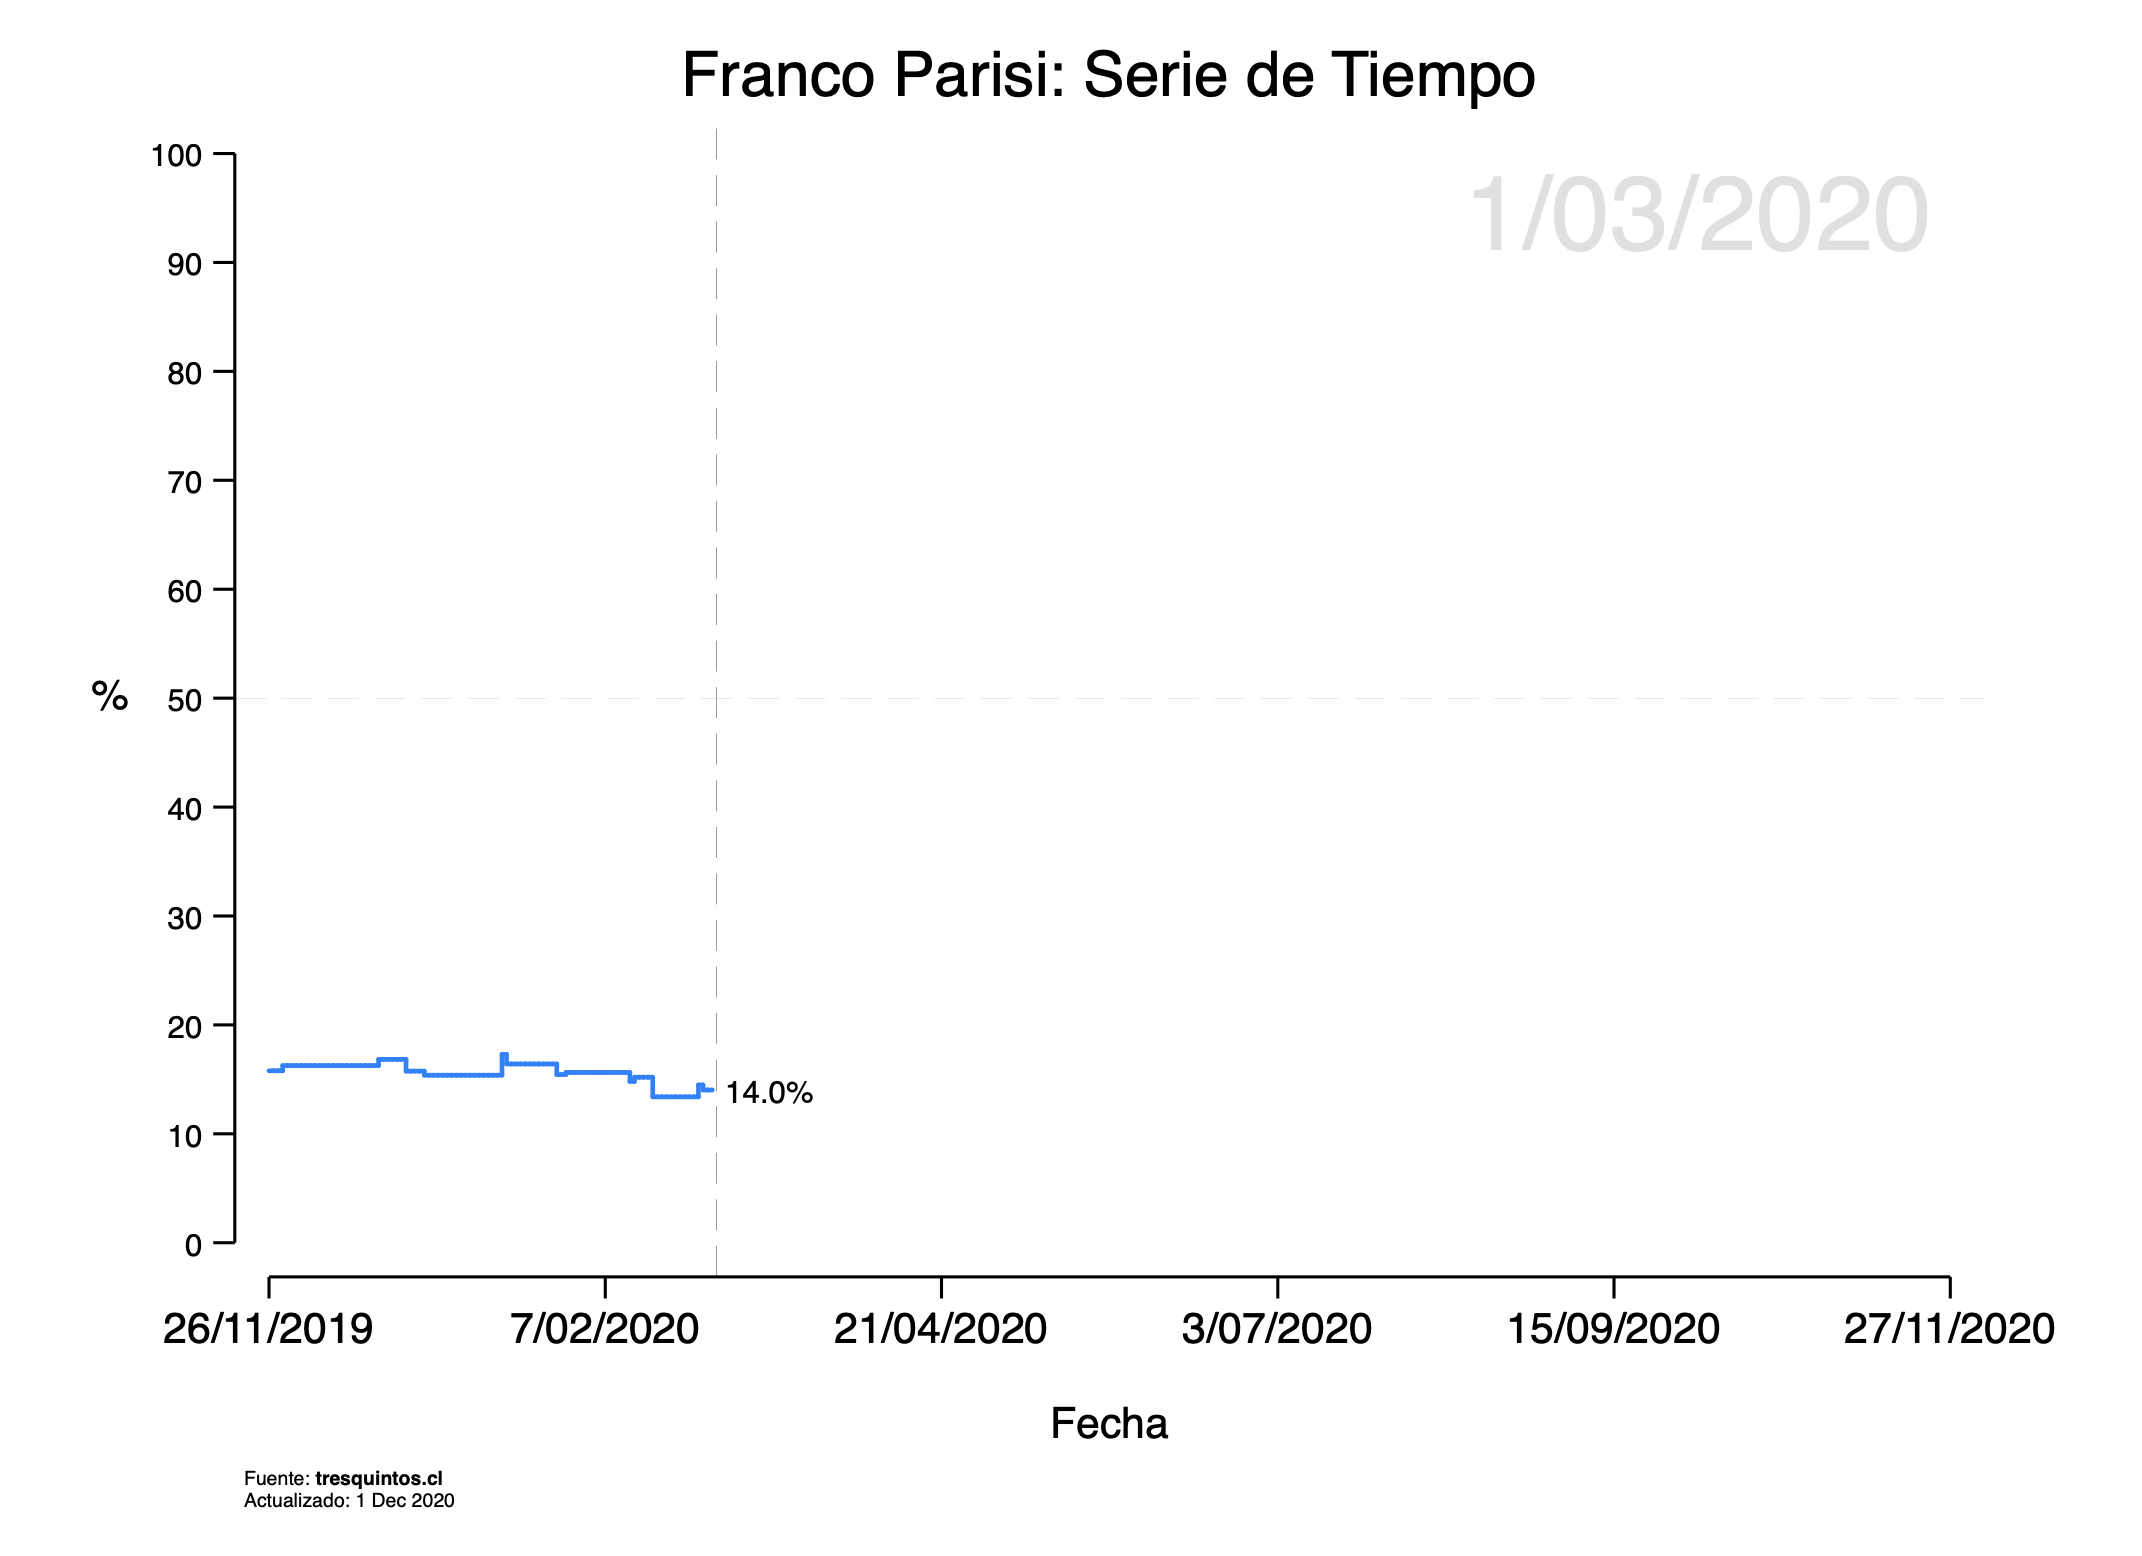 Franco Parisi: Serie de Tiempo
1/03/2020
100
90
80
70
60
50
40
30
20
10
0
%
14.0%
26/11/2019 7/02/2020 21/04/2020 3/07/2020 15/09/2020 27/11/2020
Fecha
Fuente: tresquintos.cl
Actualizado: 1 Dec 2020